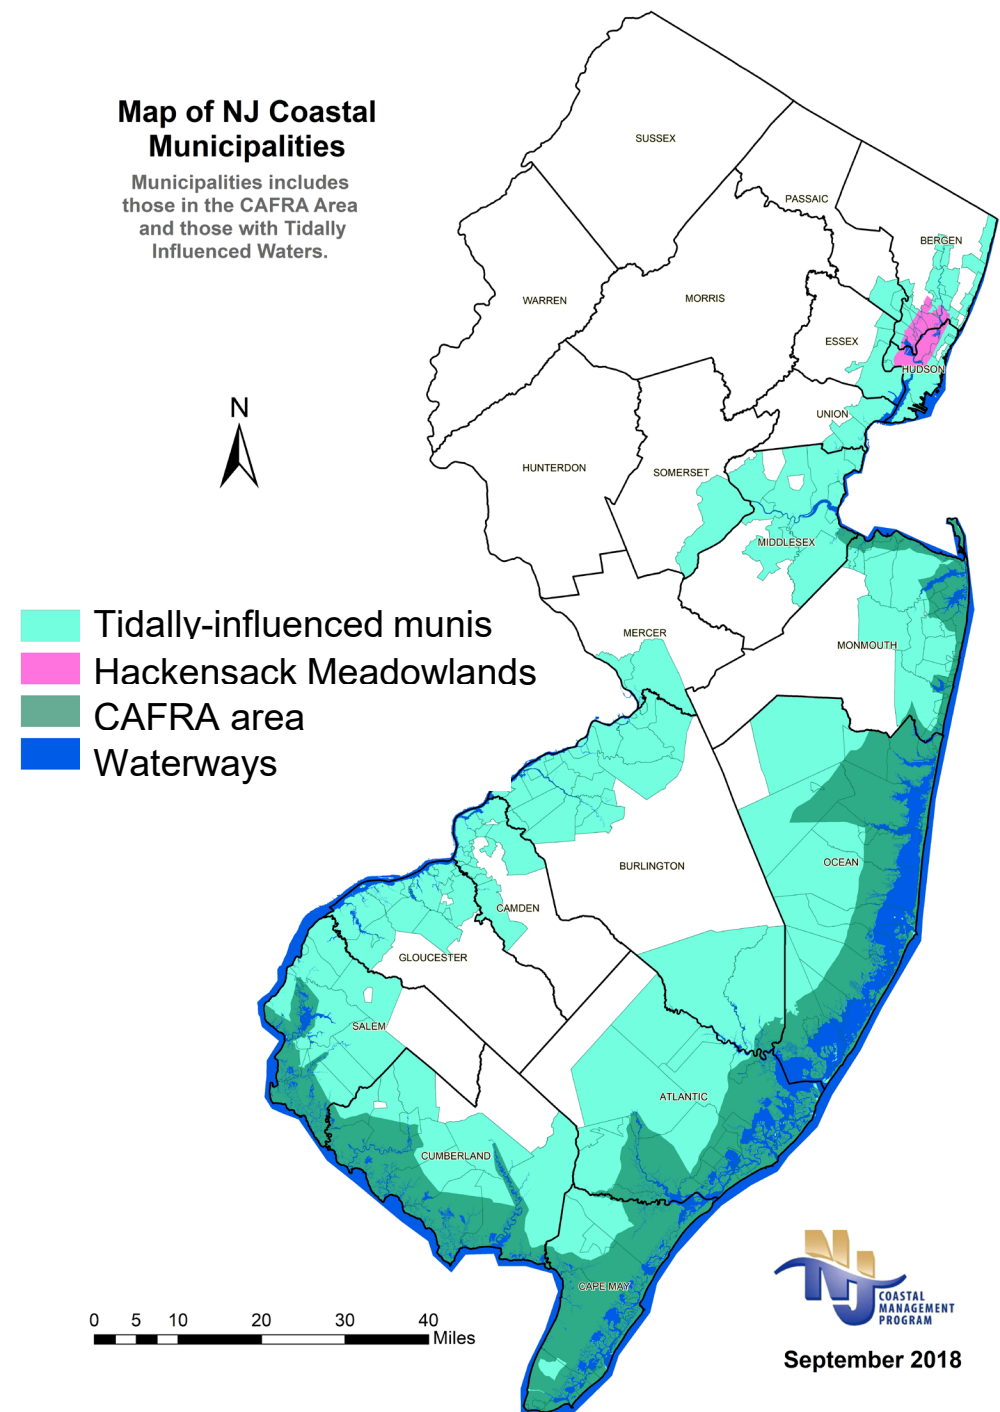 Map of NJ Coastal
Municipalities
Municipalities includes
those in the CAFRA Area
and those with Tidally
Influenced Waters.
SUSSEX
PASSAIC
BERGEN
WARREN
MORRIS
ESSEX
HUDSON
N
UNION
HUNTERDON
SOMERSET
MIDDLESEX
Tidally-influenced munis
MERCER
MONMOUTH
Hackensack Meadowlands
CAFRA area
Waterways
OCEAN
BURLINGTON
CAMDEN
GLOUCESTER
SALEM
ATLANTIC
CUMBERLAND
CAPE MAY
NJ
COASTAL
MANAGEMENT
PROGRAM
0 5 10 20 30 40
Miles
September 2018